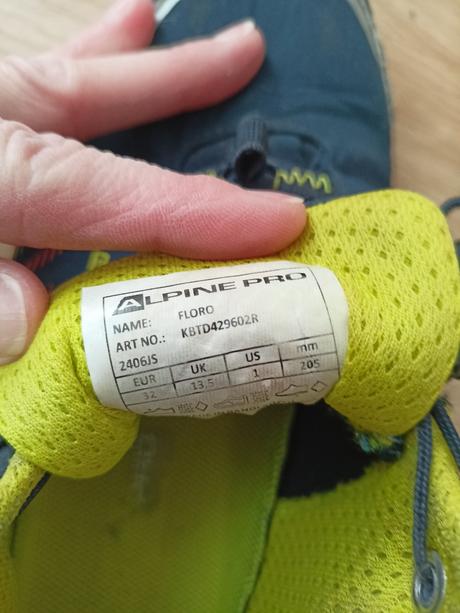 ALPINE PRO
NAME: FLORO
ART NO.: KBTD429602R
2406JS
EUR UK US mm
32 13,5 1 205